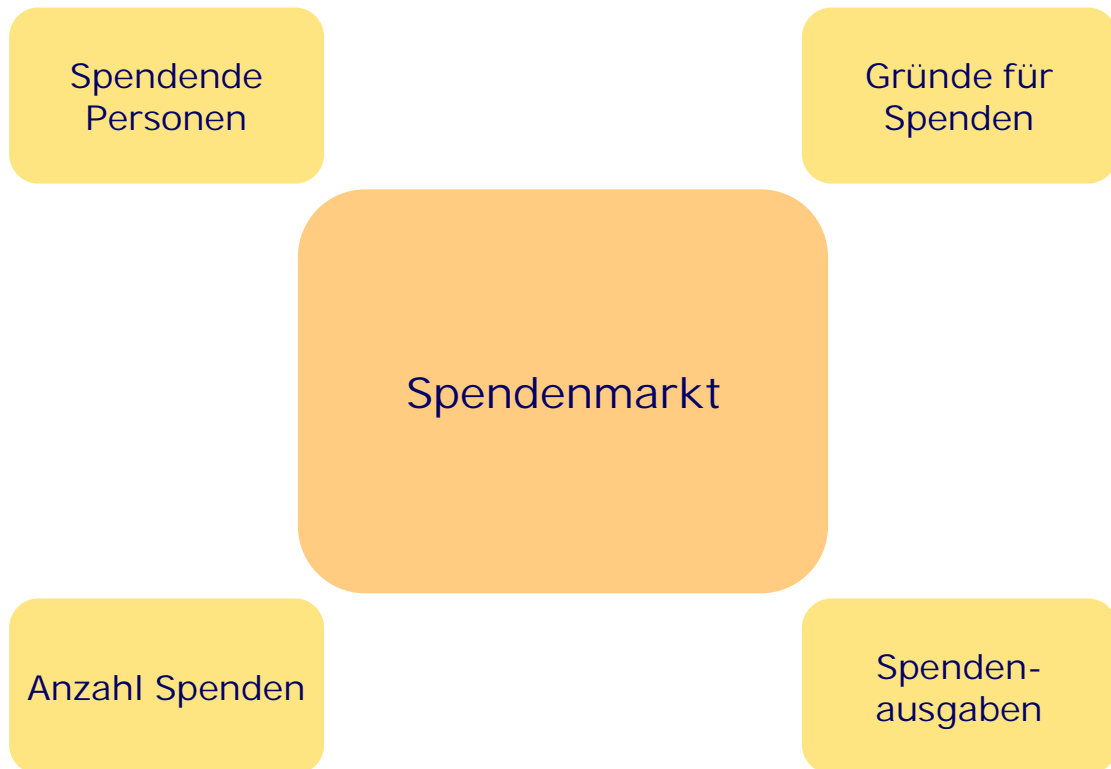 Spendende
Personen
Gründe für
Spenden
Spendenmarkt
Anzahl Spenden
Spenden-
ausgaben